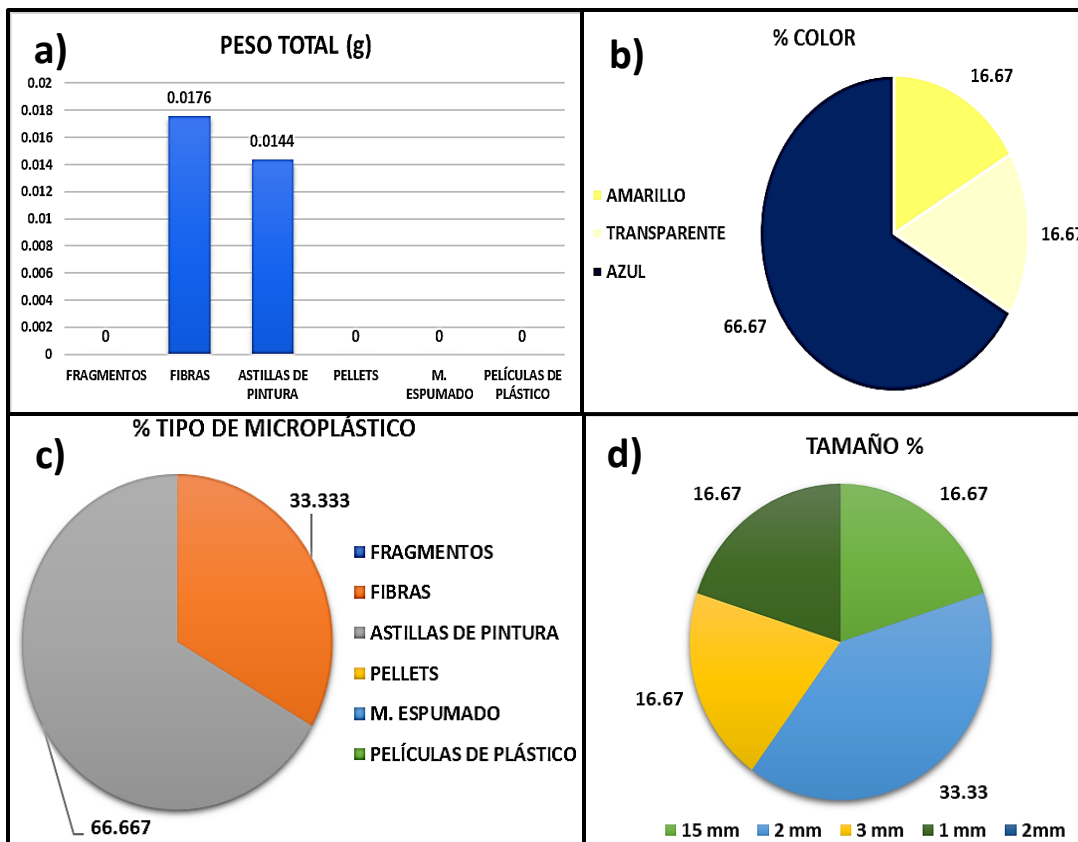 a)
PESO TOTAL (g)
0.02
0.018
0.016
0.014
0.012
0.01
0.008
0.006
0.004
0.002
0
0
0.0176
0.0144
0
0
0
FRAGMENTOS
FIBRAS
ASTILLAS DE
PINTURA
PELLETS
M.
ESPUMADO
PELÍCULAS DE
PLÁSTICO
b)
% COLOR
16.67
16.67
66.67
AMARILLO
TRANSPARENTE
AZUL
c)
% TIPO DE MICROPLÁSTICO
33.333
66.667
FRAGMENTOS
FIBRAS
ASTILLAS DE PINTURA
PELLETS
M. ESPUMADO
PELÍCULAS DE PLÁSTICO
d)
TAMAÑO %
16.67
16.67
16.67
33.33
15 mm 2 mm 3 mm 1 mm 2mm